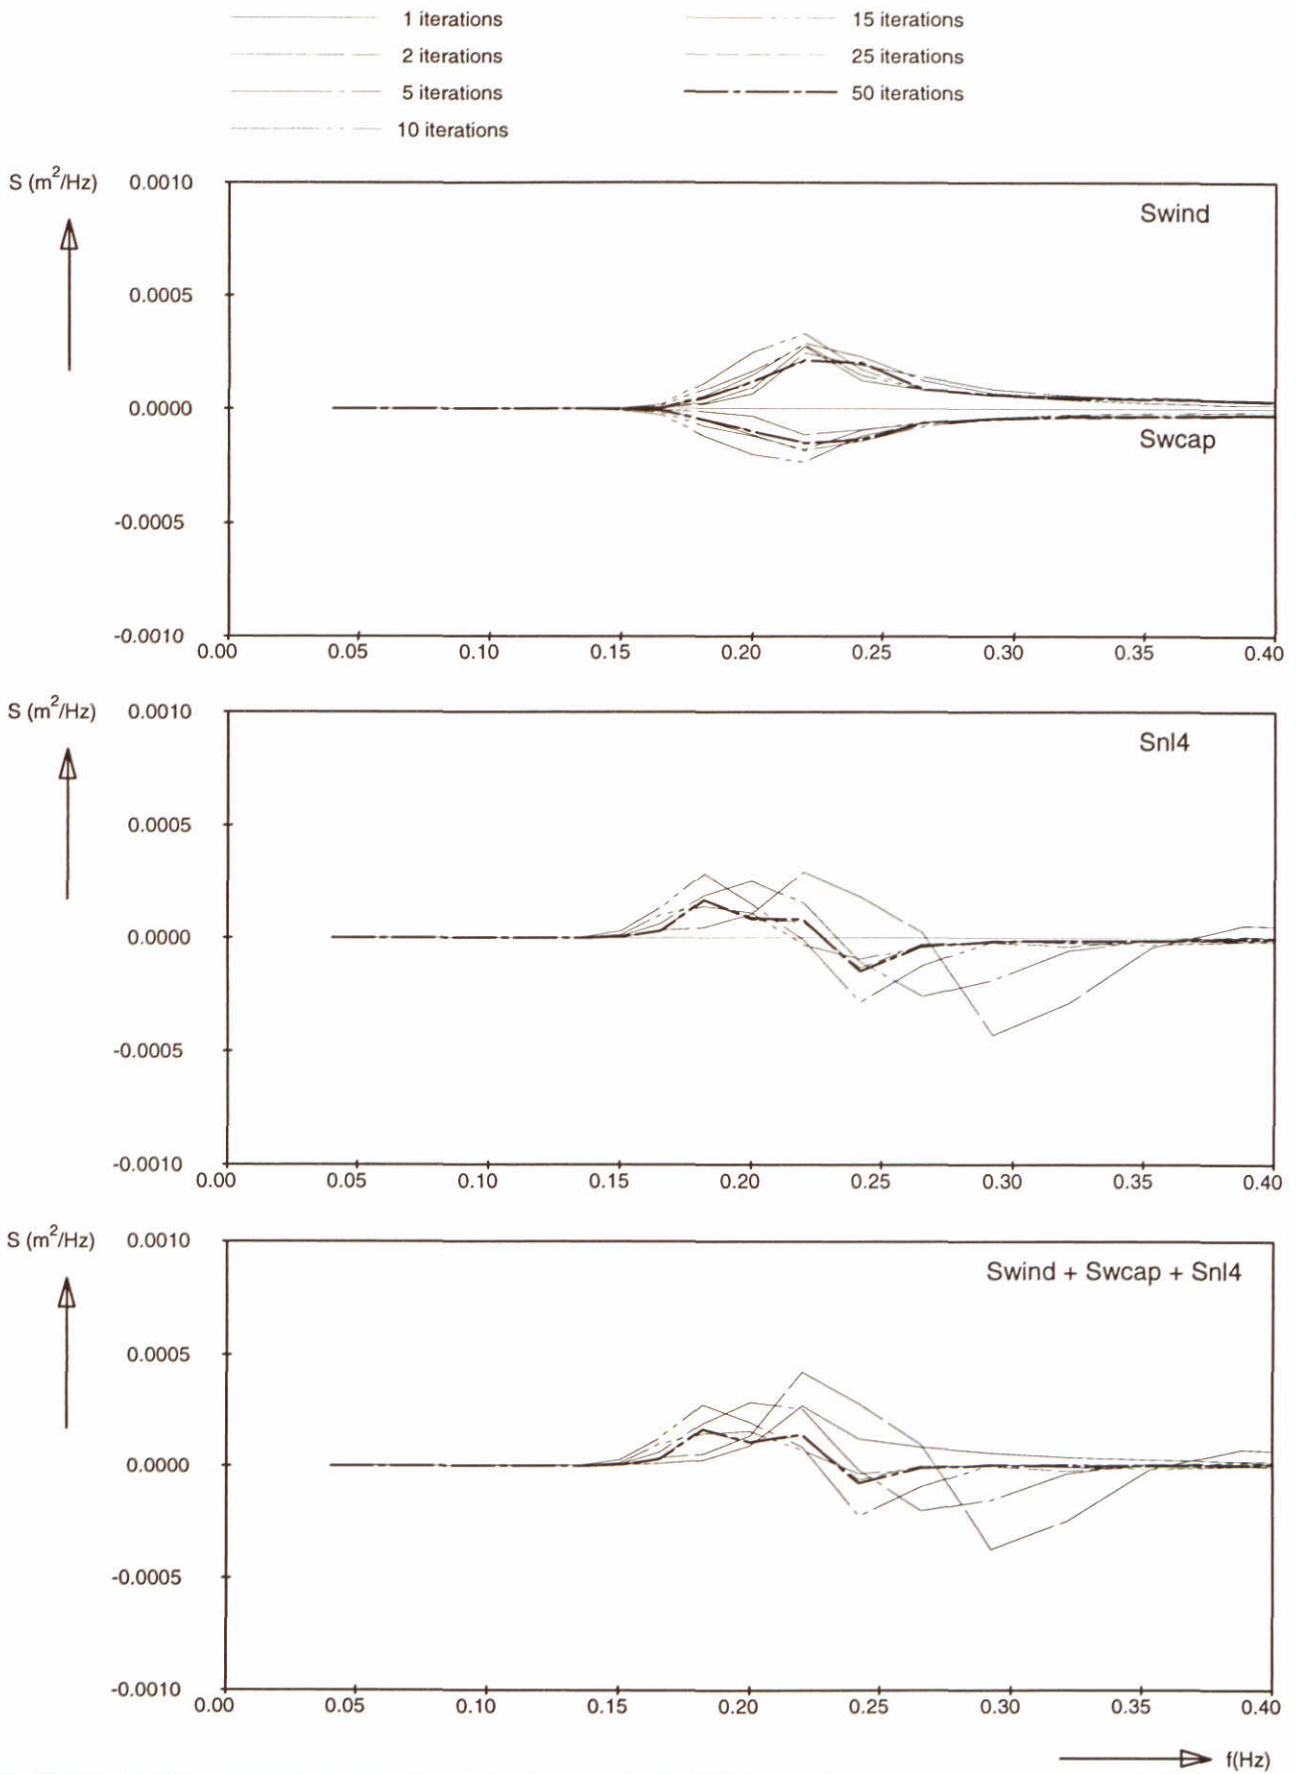 1 iterations 15 iterations
2 iterations 25 iterations
5 iterations 50 iterations
10 iterations
S (m²/Hz) 0.0010
Swind
0.0005
0.0000
Swcap
-0.0005
-0.0010
0.00 0.05 0.10 0.15 0.20 0.25 0.30 0.35 0.40
S (m²/Hz) 0.0010
Snl4
0.0005
0.0000
-0.0005
-0.0010
0.00 0.05 0.10 0.15 0.20 0.25 0.30 0.35 0.40
S (m²/Hz) 0.0010
Swind + Swcap + Snl4
0.0005
0.0000
-0.0005
-0.0010
0.00 0.05 0.10 0.15 0.20 0.25 0.30 0.35 0.40
f(Hz)